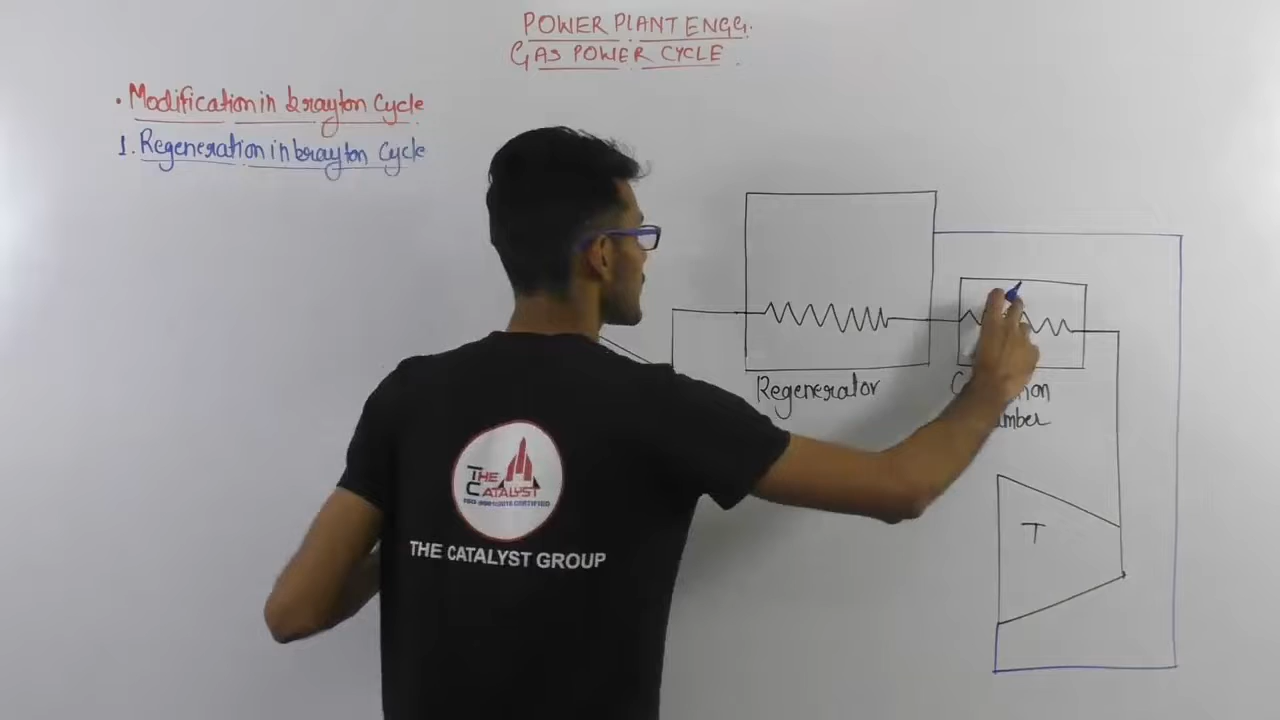 POWER PLANT ENGG.
GAS POWER CYCLE.
• Modification in brayton Cycle
1. Regeneration in brayton Cycle
Regenerator
T
THE
CATALYST
THE CATALYST GROUP